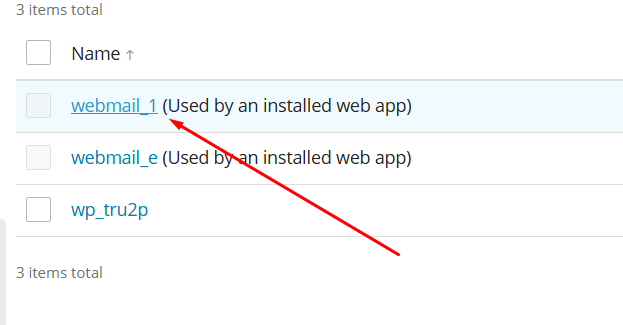 3 items total
Name ↑
webmail_1 (Used by an installed web app)
webmail_e (Used by an installed web app)
wp_tru2p
3 items total